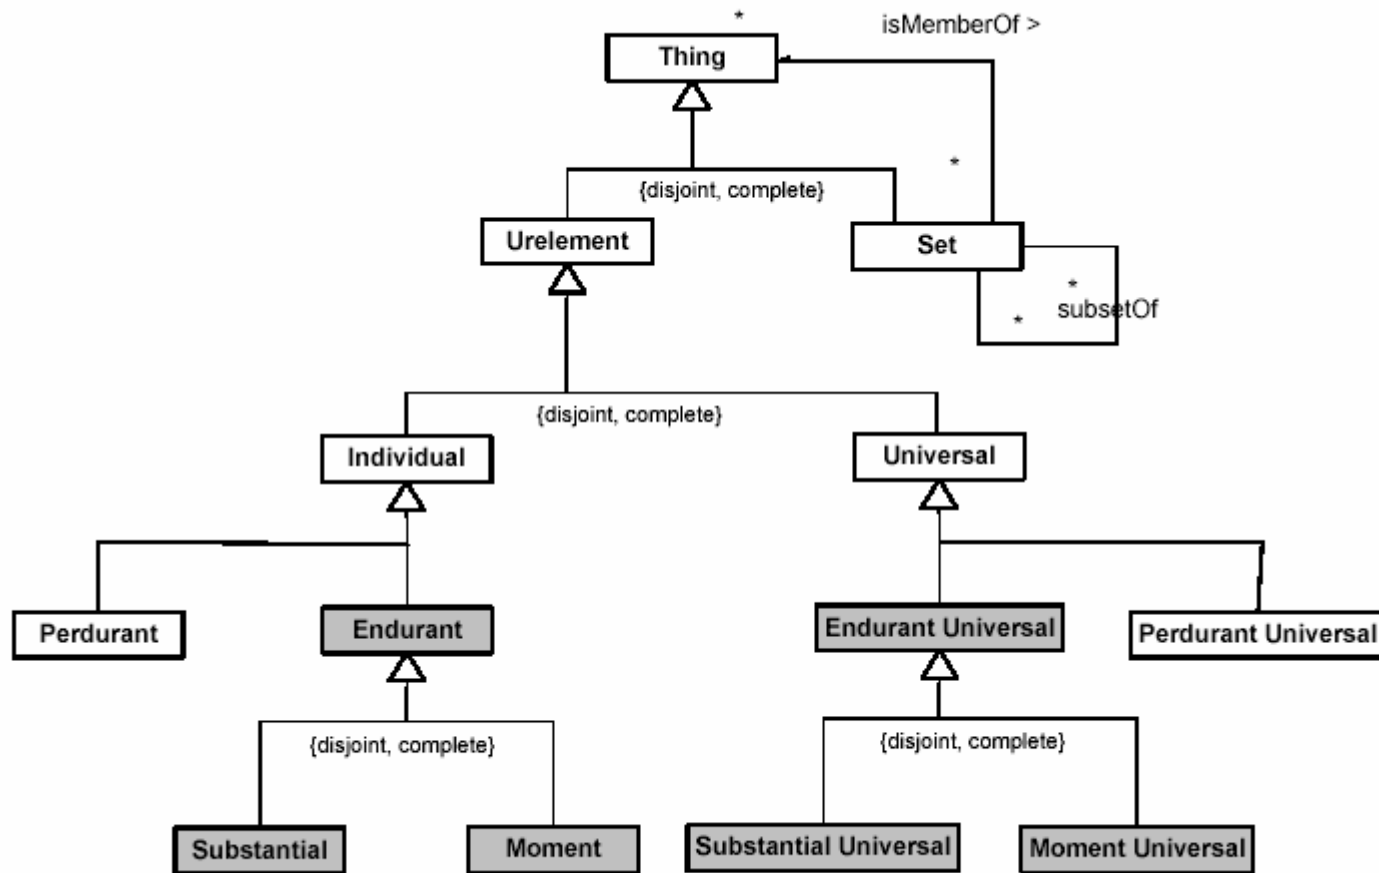 *
isMemberOf >
Thing
*
{disjoint, complete}
Urelement
Set
*
subsetOf
*
{disjoint, complete}
Individual
Universal
Perdurant
Endurant
Endurant Universal
Perdurant Universal
{disjoint, complete}
{disjoint, complete}
Substantial
Moment
Substantial Universal
Moment Universal